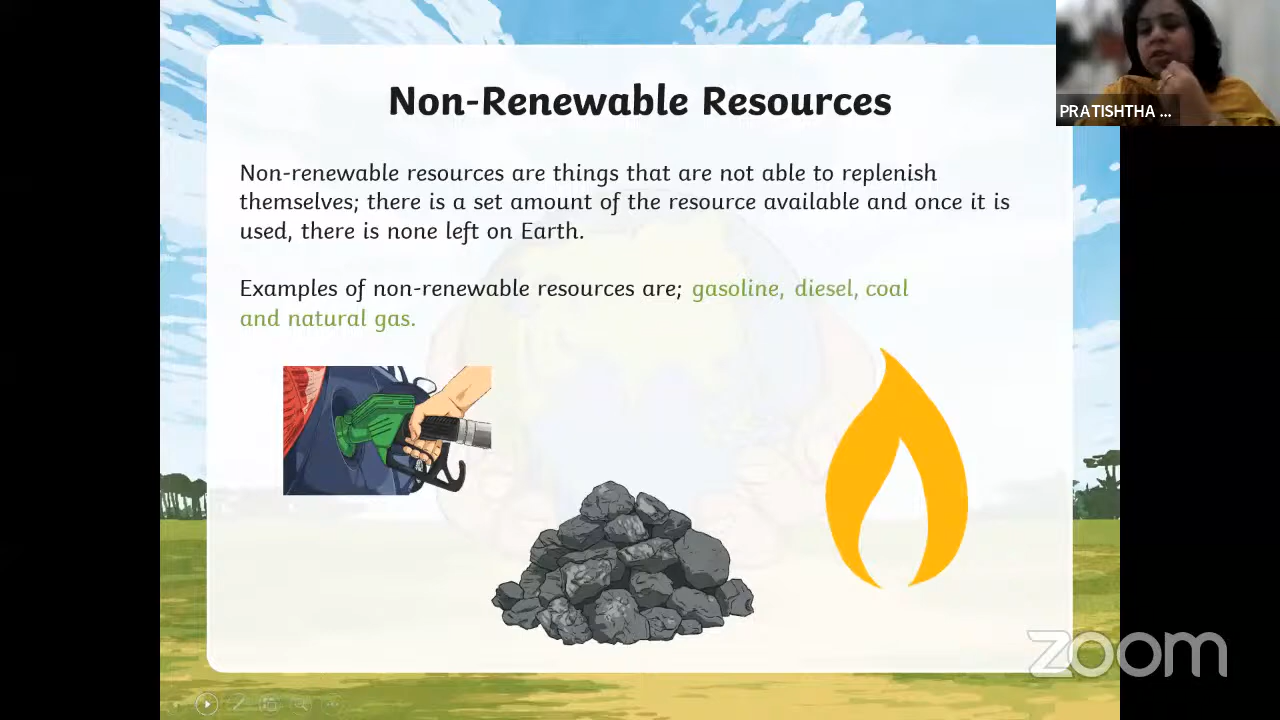 Non-Renewable Resources
PRATISHTHA ...
Non-renewable resources are things that are not able to replenish
themselves; there is a set amount of the resource available and once it is
used, there is none left on Earth.
Examples of non-renewable resources are; gasoline, diesel, coal
and natural gas.
zoom